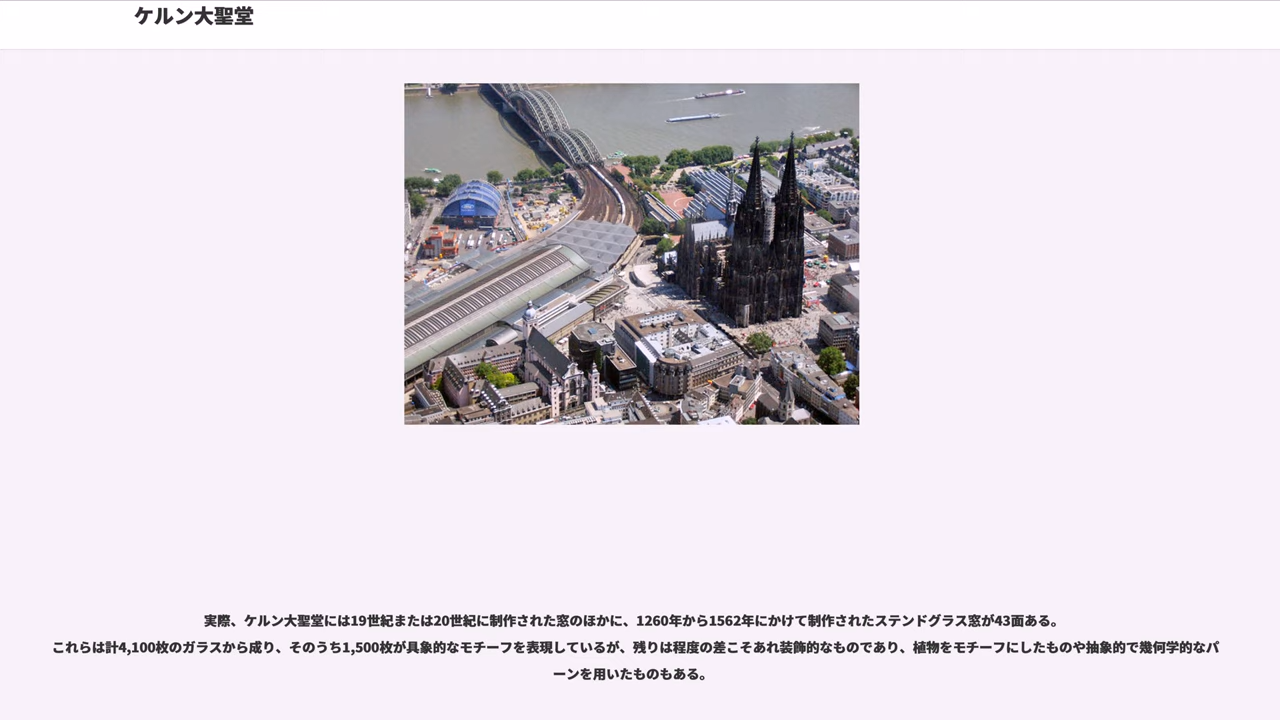 ケルン大聖堂
実際、ケルン大聖堂には19世紀または20世紀に制作された窓のほかに、1260年から1562年にかけて制作されたステンドグラス窓が43面ある。
これらは計4,100枚のガラスから成り、そのうち1,500枚が具象的なモチーフを表現しているが、残りは程度の差こそあれ装飾的なものであり、植物をモチーフにしたものや抽象的で幾何学的なパ
ーンを用いたものもある。